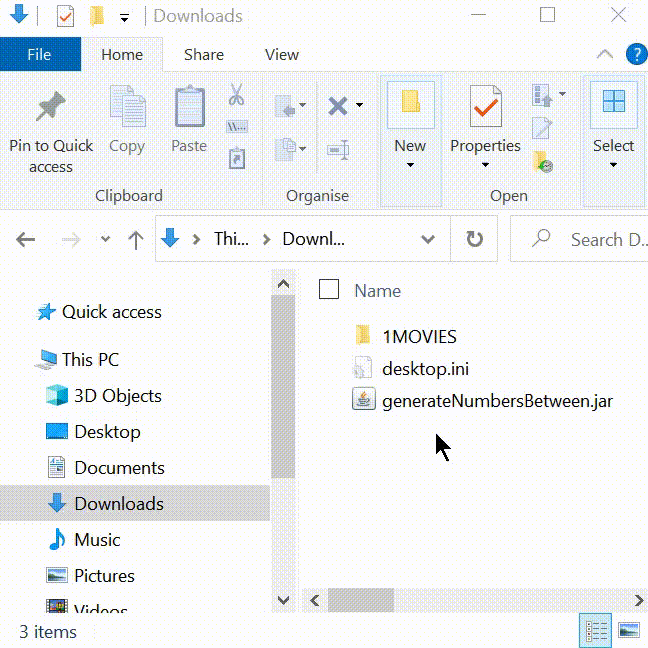 Downloads
File
Home
Share
View
Pin to Quick
access
Copy
Paste
New
Properties
Select
Clipboard
Organise
Open
Thi...
Downl...
Search D..
Name
Quick access
1MOVIES
This PC
desktop.ini
3D Objects
generateNumbersBetween.jar
Desktop
Documents
Downloads
Music
Pictures
Videos
3 items